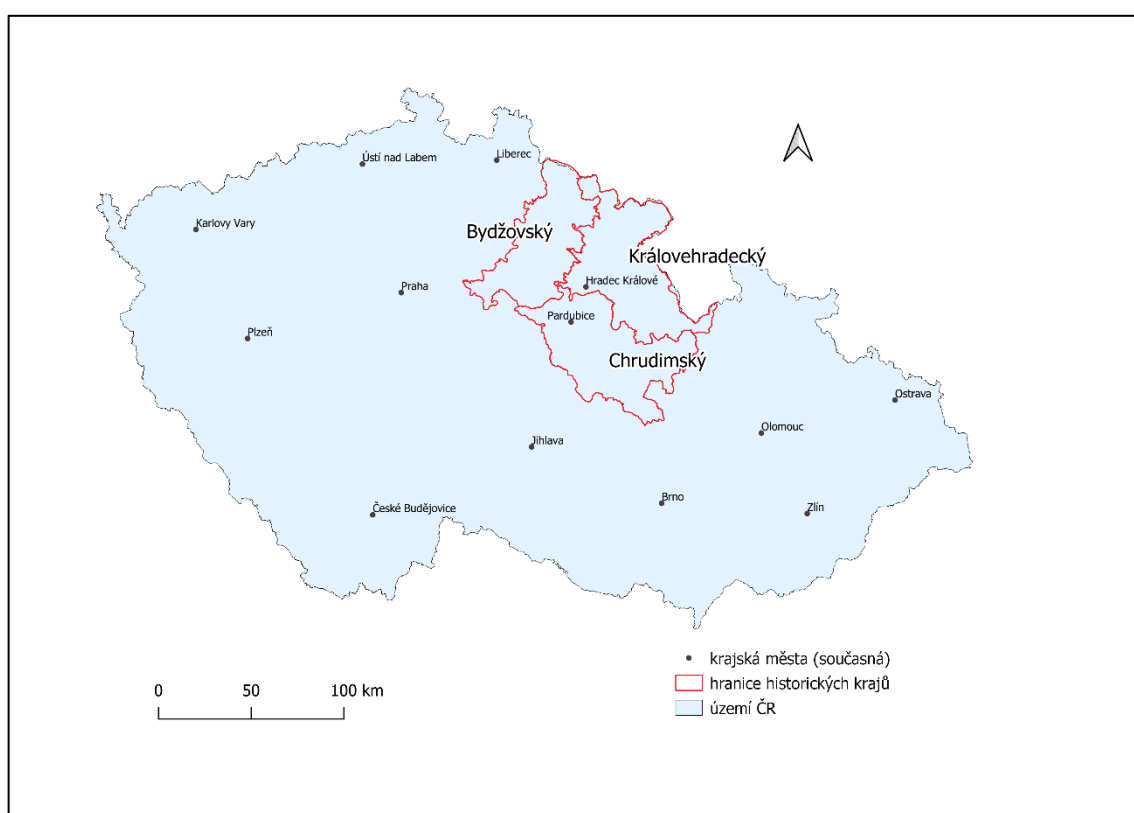 Ústí nad Labem
Liberec
Karlovy Vary
Bydžovský
Královehradecký
Hradec Králové
Praha
Pardubice
Plzeň
Chrudimský
Ostrava
Olomouc
Jihlava
Brno
České Budějovice
Zlín
krajská města (současná)
hranice historických krajů
území ČR
0 50 100 km